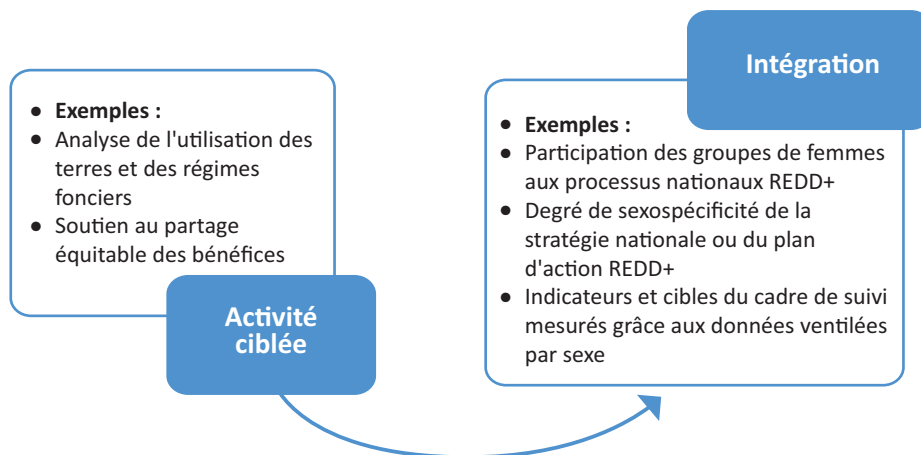 ● Exemples :
● Analyse de l'utilisation des
terres et des régimes
fonciers
● Soutien au partage
équitable des bénéfices
Activité
ciblée
Intégration
● Exemples :
● Participation des groupes de femmes
aux processus nationaux REDD+
● Degré de sexospécificité de la
stratégie nationale ou du plan
d'action REDD+
● Indicateurs et cibles du cadre de suivi
mesurés grâce aux données ventilées
par sexe